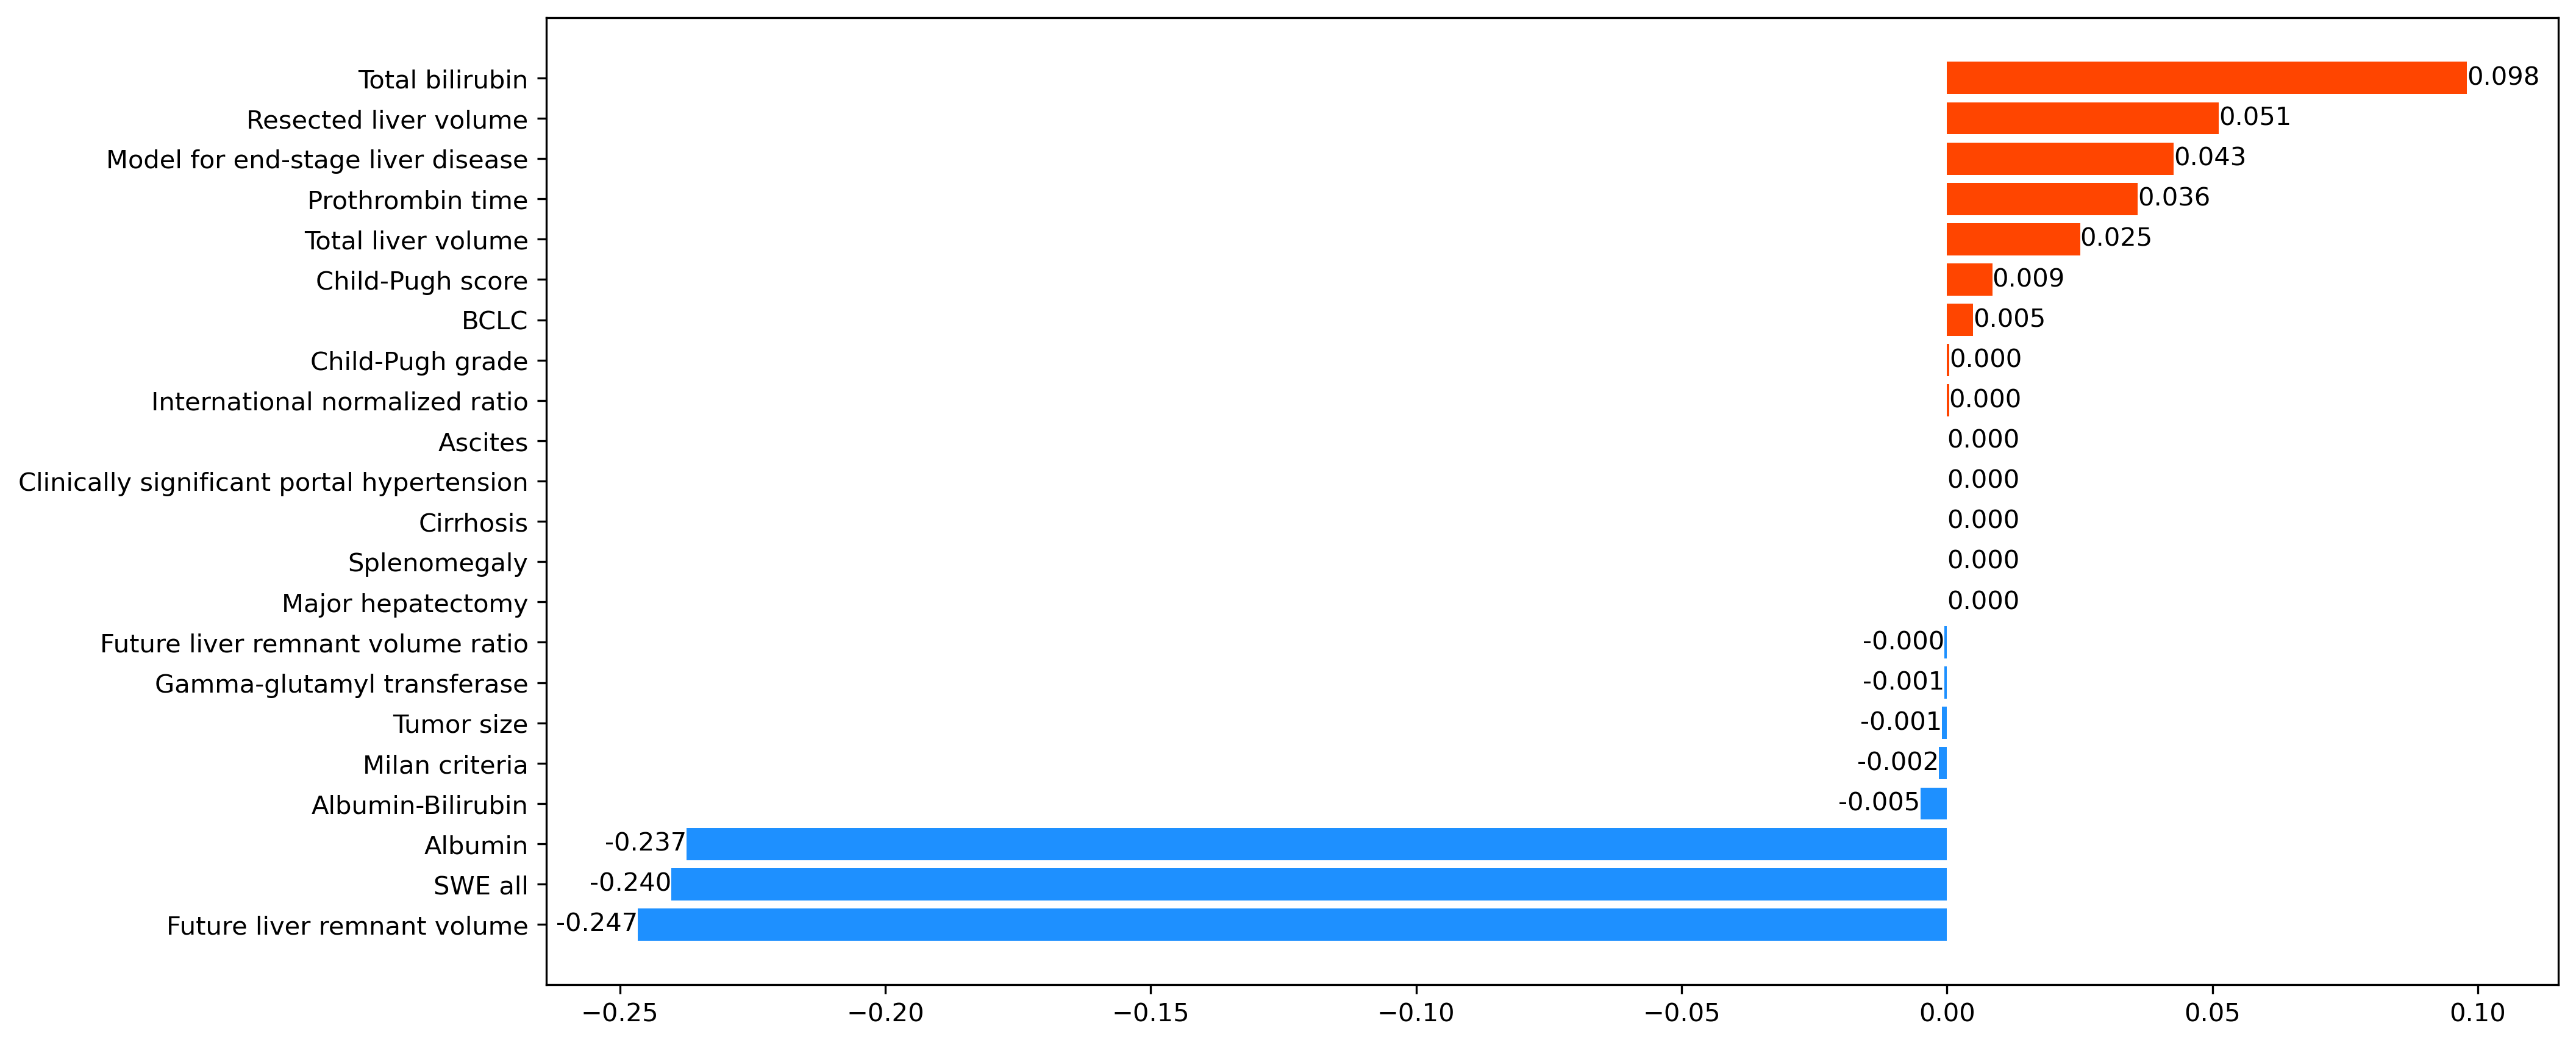 Total bilirubin 0.098
Resected liver volume 0.051
Model for end-stage liver disease 0.043
Prothrombin time 0.036
Total liver volume 0.025
Child-Pugh score 0.009
BCLC 0.005
Child-Pugh grade 0.000
International normalized ratio 0.000
Ascites 0.000
Clinically significant portal hypertension 0.000
Cirrhosis 0.000
Splenomegaly 0.000
Major hepatectomy 0.000
Future liver remnant volume ratio -0.000
Gamma-glutamyl transferase -0.001
Tumor size -0.001
Milan criteria -0.002
Albumin-Bilirubin -0.005
Albumin -0.237
SWE all -0.240
Future liver remnant volume -0.247
−0.25 −0.20 −0.15 −0.10 −0.05 0.00 0.05 0.10